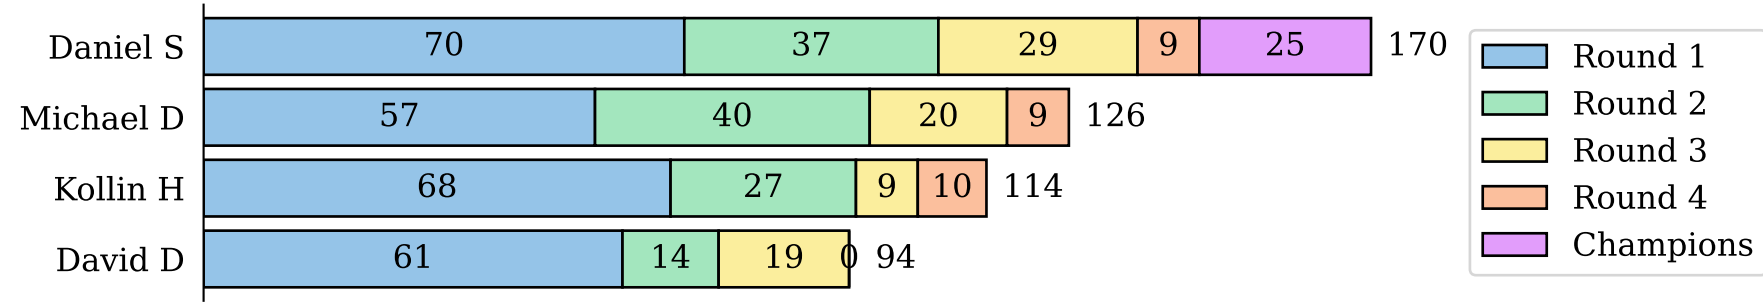 Daniel S 70 37 29 9 25 170
Michael D 57 40 20 9 126
Kollin H 68 27 9 10 114
David D 61 14 19 0 94
Round 1
Round 2
Round 3
Round 4
Champions